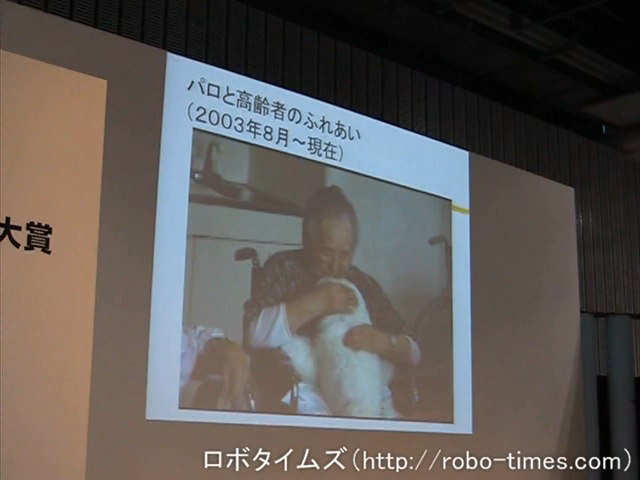 パロと高齢者のふれあい
（2003年8月～現在）
大賞
ロボタイムズ（http://robo-times.com）